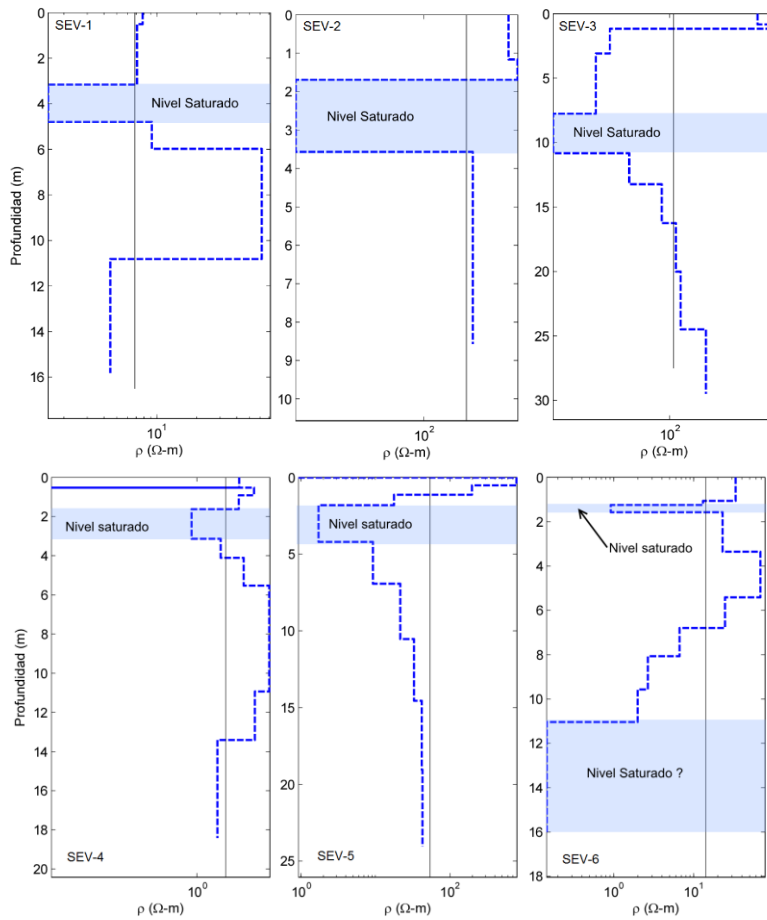 SEV-1
SEV-2
SEV-3
0
2
4
6
8
10
12
14
16
Profundidad (m)
Nivel Saturado
10¹
ρ (Ω-m)
0
1
2
3
4
5
6
7
8
9
10
Nivel Saturado
10²
ρ (Ω-m)
0
5
10
15
20
25
30
Nivel Saturado
10²
ρ (Ω-m)
0
2
4
6
8
10
12
14
16
18
20
Profundidad (m)
Nivel saturado
SEV-4
10⁰
ρ (Ω-m)
0
5
10
15
20
25
Nivel saturado
SEV-5
10⁰
10²
ρ (Ω-m)
0
2
4
6
8
10
12
14
16
18
Nivel saturado
Nivel Saturado ?
SEV-6
10⁰
10¹
ρ (Ω-m)